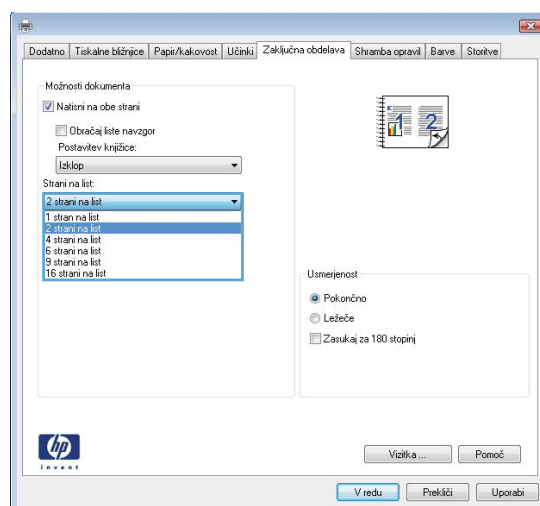 Dodatno Tiskalne bližnjice Papir/kakovost Učinki Zaključna obdelava Shramba opravil Barve Storitve
Možnosti dokumenta
Natisni na obe strani
Obračaj liste navzgor
Postavitev knjižice:
Izklop
Strani na list:
2 strani na list
1 stran na list
2 strani na list
4 strani na list
6 strani na list
9 strani na list
16 strani na list
1 2
Usmerjenost
Pokončno
Ležeče
Zasukaj za 180 stopinj
hp
invent
Vizitka ... Pomoč
V redu Prekliči Uporabi